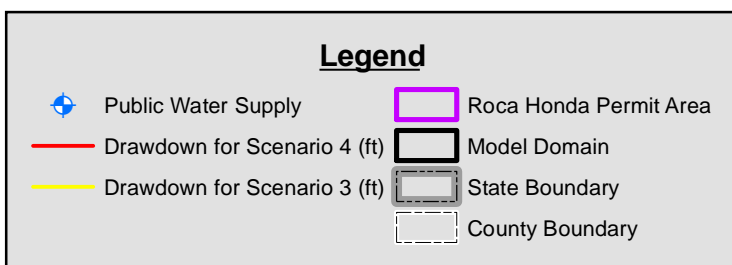 Legend
Public Water Supply
Drawdown for Scenario 4 (ft)
Drawdown for Scenario 3 (ft)
Roca Honda Permit Area
Model Domain
State Boundary
County Boundary